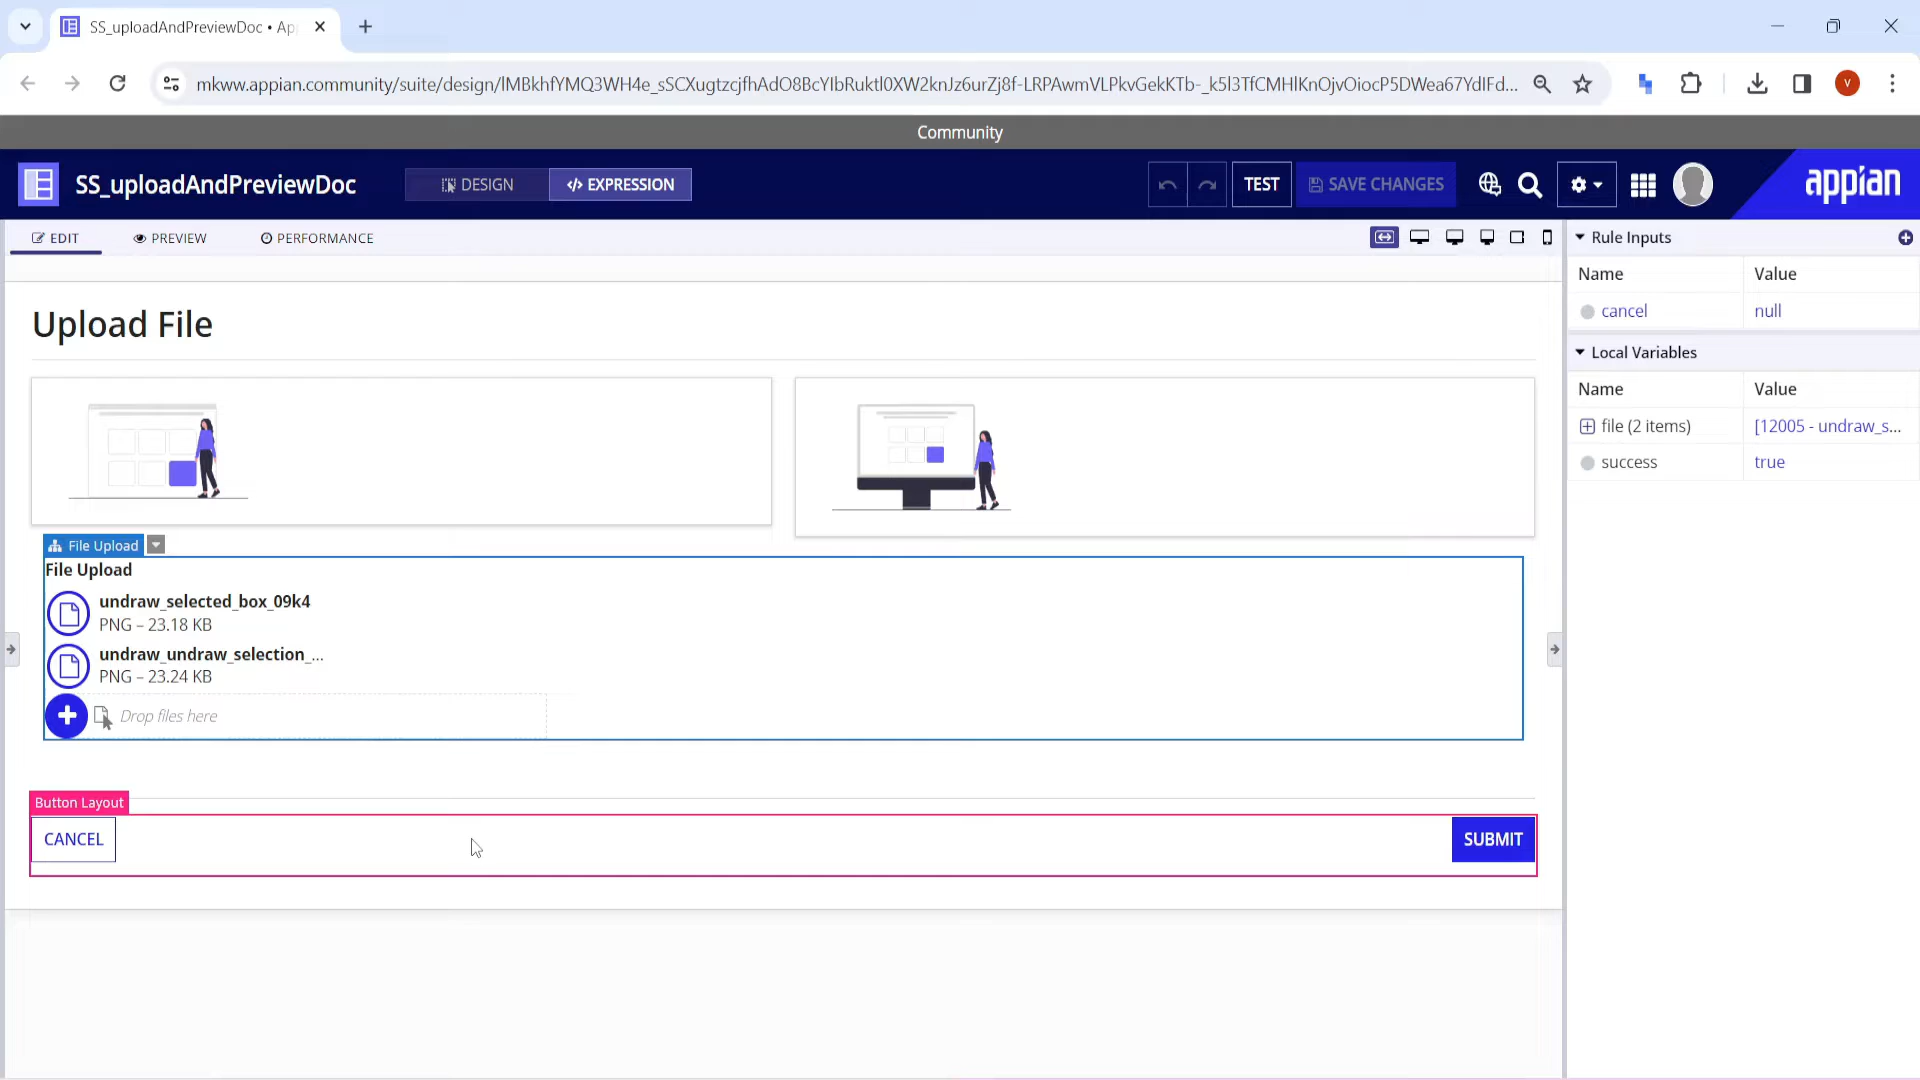 SS_uploadAndPreviewDoc • Ap
mkww.appian.community/suite/design/lMBkhfYMQ3WH4e_sSCXugtzcjfhAdO8BcYlbRuktl0XW2knJz6urZj8f-LRPAwmVLPkvGekKTb-_k5l3TfCMHlKnOjvOiocP5DWea67YdlFd...
V
Community
SS_uploadAndPreviewDoc
DESIGN
</> EXPRESSION
TEST
SAVE CHANGES
appian
EDIT
PREVIEW
PERFORMANCE
Upload File
File Upload
File Upload
undraw_selected_box_09k4
PNG – 23.18 KB
undraw_undraw_selection_...
PNG – 23.24 KB
Drop files here
Button Layout
CANCEL
SUBMIT
Rule Inputs
Name Value
cancel null
Local Variables
Name Value
file (2 items) [12005 - undraw_s...
success true